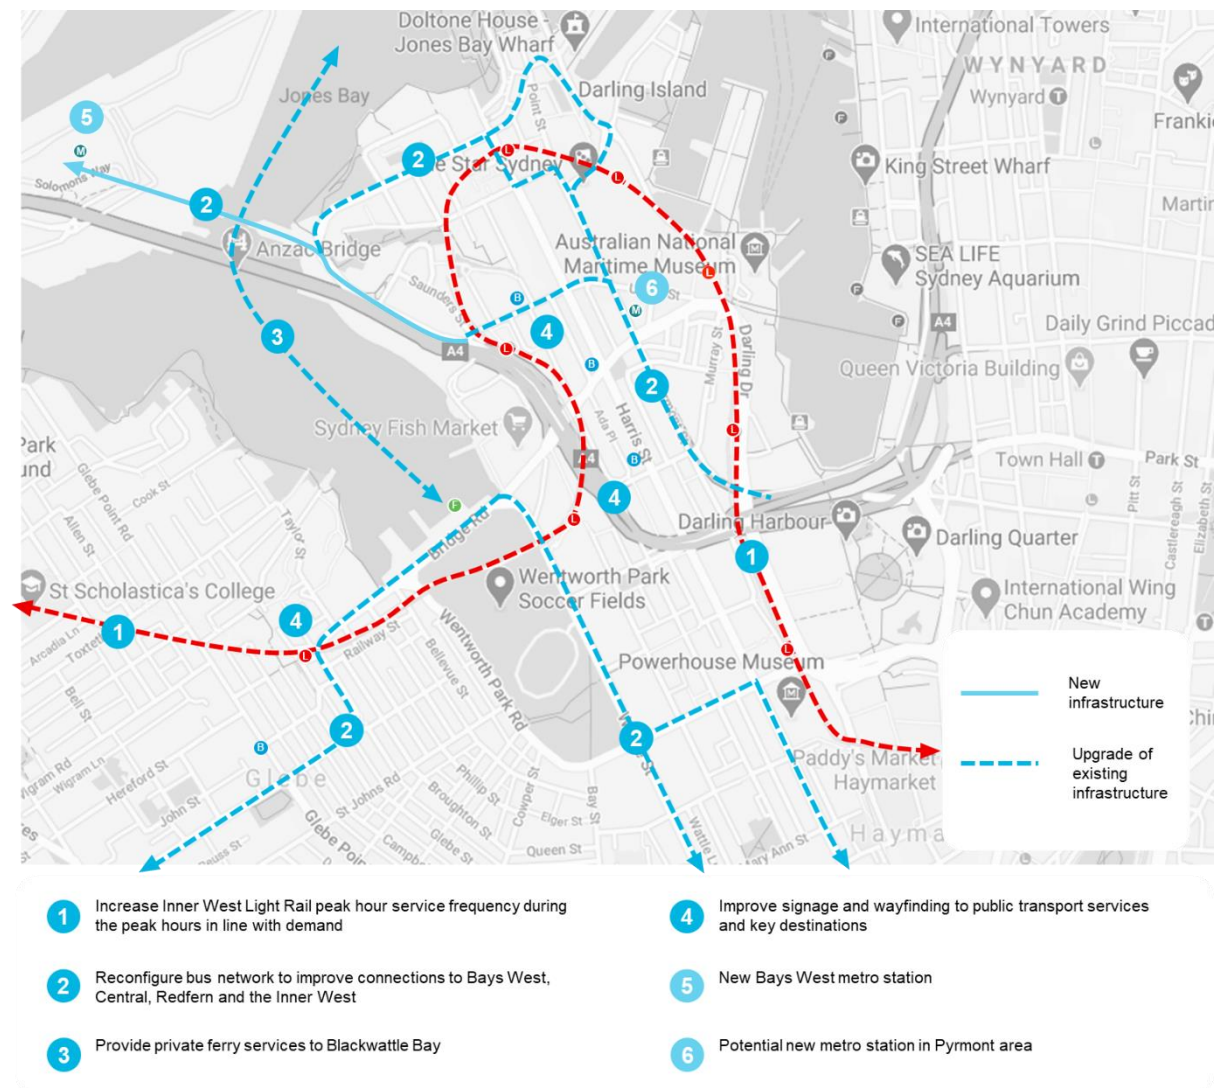 Doltone House -
Jones Bay Wharf
International Towers
WYNYARD
Wynyard T
Jones Bay
Point St
Darling Island
Frankie
5
M
Solomons Way
2
2
The Star Sydney
L
L
F
F
King Street Wharf
L
Martin
2
Anzac Bridge
Australian National
Maritime Museum
L
SEA LIFE
Sydney Aquarium
F
F
Saunders St
B
6
M
A4
Daily Grind Piccad
3
4
L
A4
B
2
Murray St
Darling Dr
Queen Victoria Building
Sydney Fish Market
Ada Pl
Harris St
L
Park
und
A4
B
Town Hall T
Park St
Glebe Point Rd
Cook St
Allen St
Taylor St
F
Bridge Rd
4
L
Darling Harbour
L
Pitt St
Castlereagh St
Elizabeth St
Darling Quarter
St Scholastica's College
Wentworth Park
Soccer Fields
1
International Wing
Chun Academy
T
1
Arcadia Ln
4
L
Railway St
Bellevue St
Wentworth Park Rd
Powerhouse Museum
L
Bell St
2
B
2
New
infrastructure
Wigram Rd
Wigram Ln
Hereford St
John St
Glebe
St Johns Rd
Phillip St
Broughton St
Cowper St
Bay St
Elger St
Paddy's Market
Haymarket
Upgrade of
existing
infrastructure
Glebe Poin
Campb
Glebe St
Queen St
Wattle L
Mary Ann St
Hayma
1 Increase Inner West Light Rail peak hour service frequency during
the peak hours in line with demand
2 Reconfigure bus network to improve connections to Bays West,
Central, Redfern and the Inner West
3 Provide private ferry services to Blackwattle Bay
4 Improve signage and wayfinding to public transport services
and key destinations
5 New Bays West metro station
6 Potential new metro station in Pyrmont area